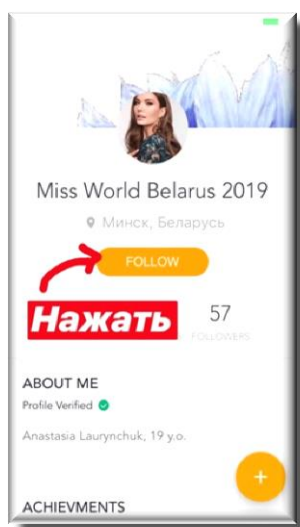 Miss World Belarus 2019
Минск, Беларусь
FOLLOW
Нажать
57
FOLLOWERS
ABOUT ME
Profile Verified
Anastasia Laurynchuk, 19 y.o.
+
ACHIEVMENTS